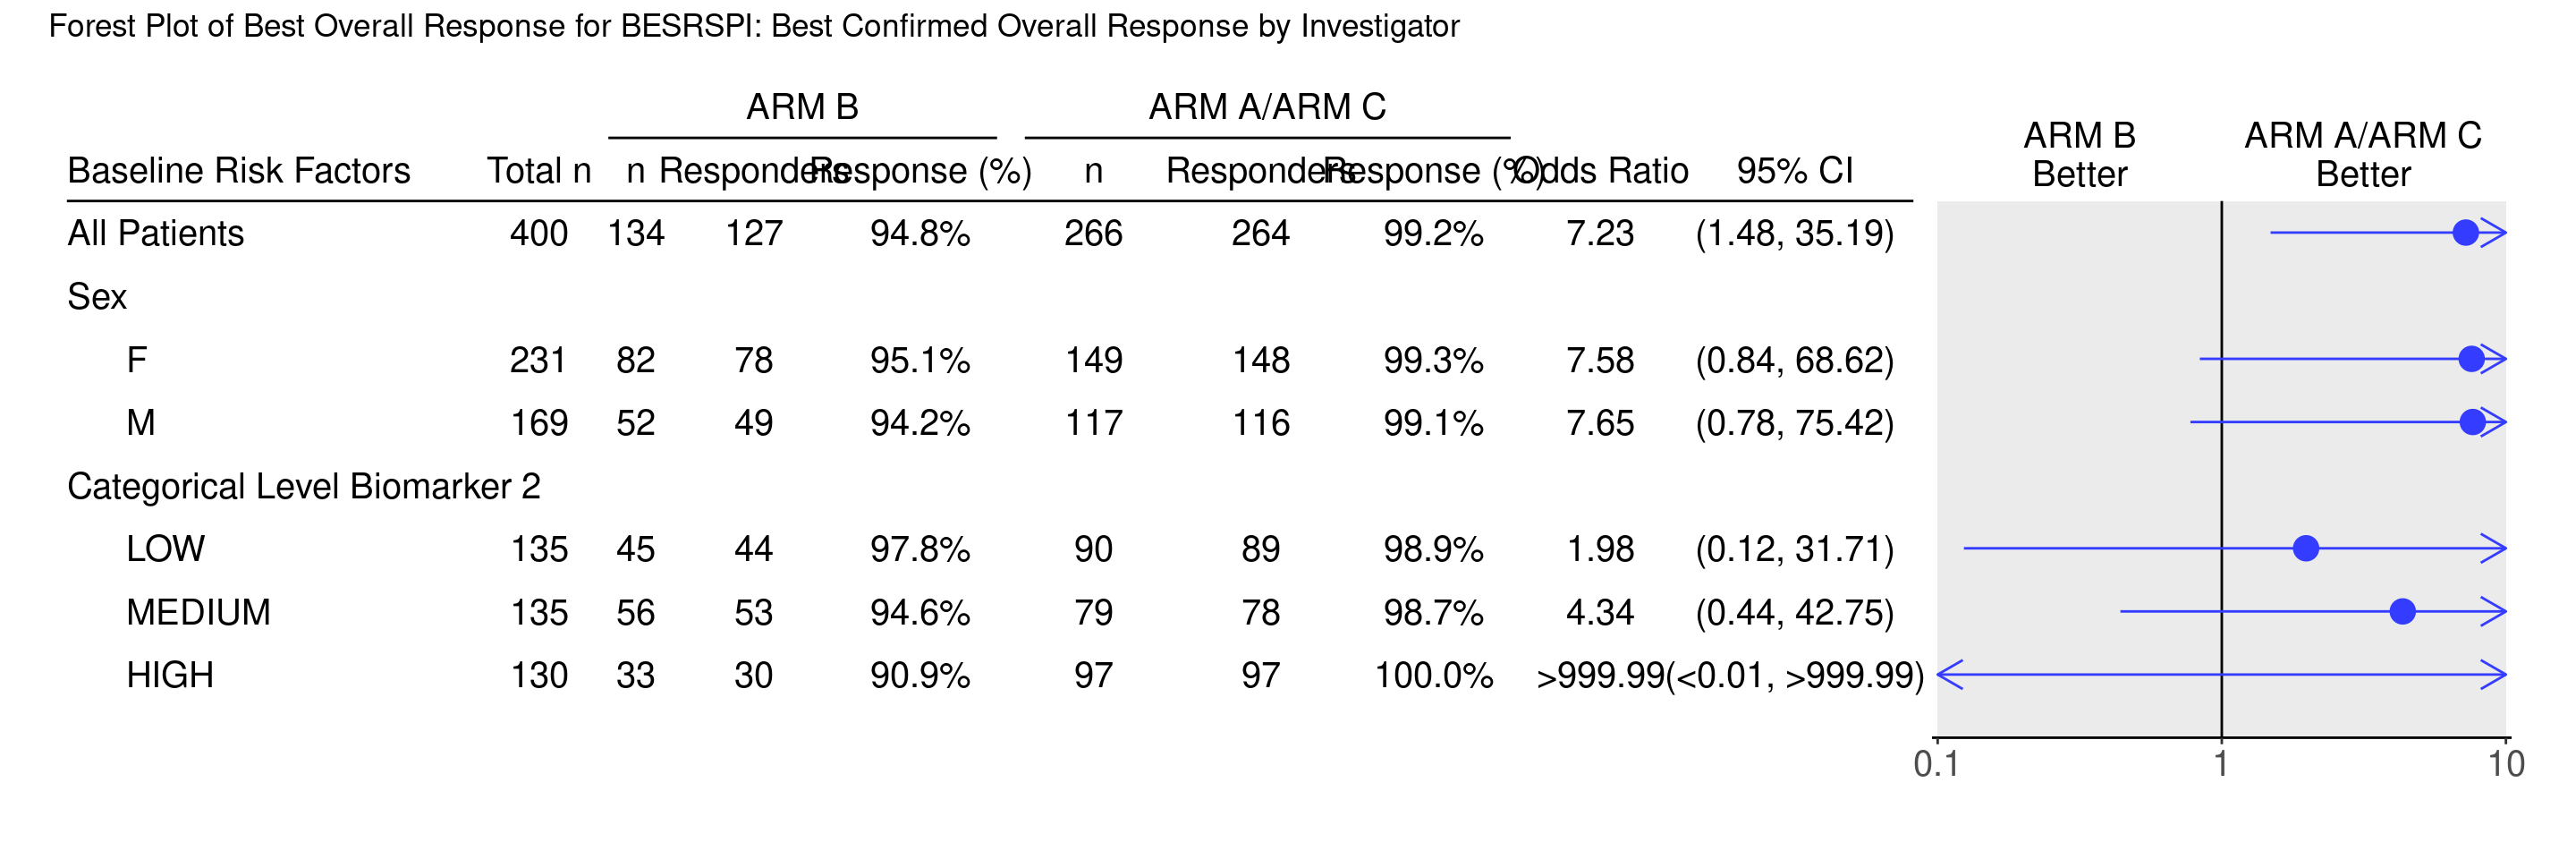 Forest Plot of Best Overall Response for BESRSPI: Best Confirmed Overall Response by Investigator
ARM B ARM A/ARM C
ARM B ARM A/ARM C
Better Better
Baseline Risk Factors Total n n Responders Response (%) n Responders Response (%) Odds Ratio 95% CI
All Patients 400 134 127 94.8% 266 264 99.2% 7.23 (1.48, 35.19)
Sex
F 231 82 78 95.1% 149 148 99.3% 7.58 (0.84, 68.62)
M 169 52 49 94.2% 117 116 99.1% 7.65 (0.78, 75.42)
Categorical Level Biomarker 2
LOW 135 45 44 97.8% 90 89 98.9% 1.98 (0.12, 31.71)
MEDIUM 135 56 53 94.6% 79 78 98.7% 4.34 (0.44, 42.75)
HIGH 130 33 30 90.9% 97 97 100.0% >999.99 (<0.01, >999.99)
0.1 1 10